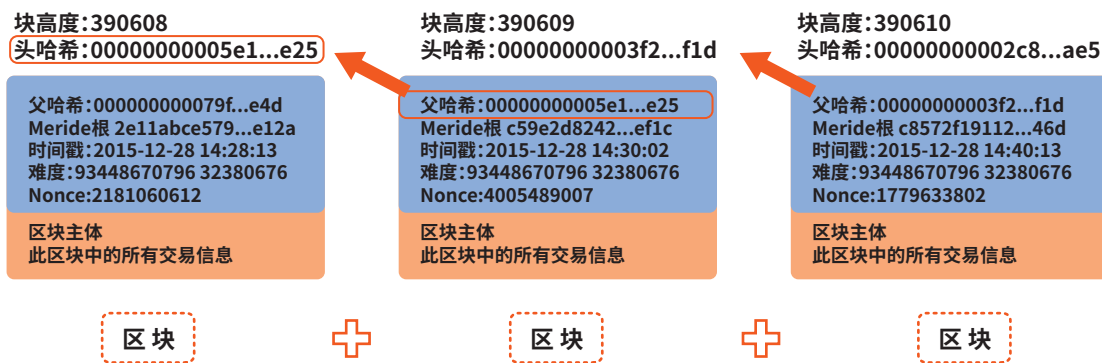 块高度:390608
头哈希:00000000005e1...e25
父哈希:000000000079f...e4d
Meride根 2e11abce579...e12a
时间戳:2015-12-28 14:28:13
难度:93448670796 32380676
Nonce:2181060612
区块主体
此区块中的所有交易信息
区块
块高度:390609
头哈希:00000000003f2...f1d
父哈希:00000000005e1...e25
Meride根 c59e2d8242...ef1c
时间戳:2015-12-28 14:30:02
难度:93448670796 32380676
Nonce:4005489007
区块主体
此区块中的所有交易信息
区块
块高度:390610
头哈希:00000000002c8...ae5
父哈希:00000000003f2...f1d
Meride根 c8572f19112...46d
时间戳:2015-12-28 14:40:13
难度:93448670796 32380676
Nonce:1779633802
区块主体
此区块中的所有交易信息
区块